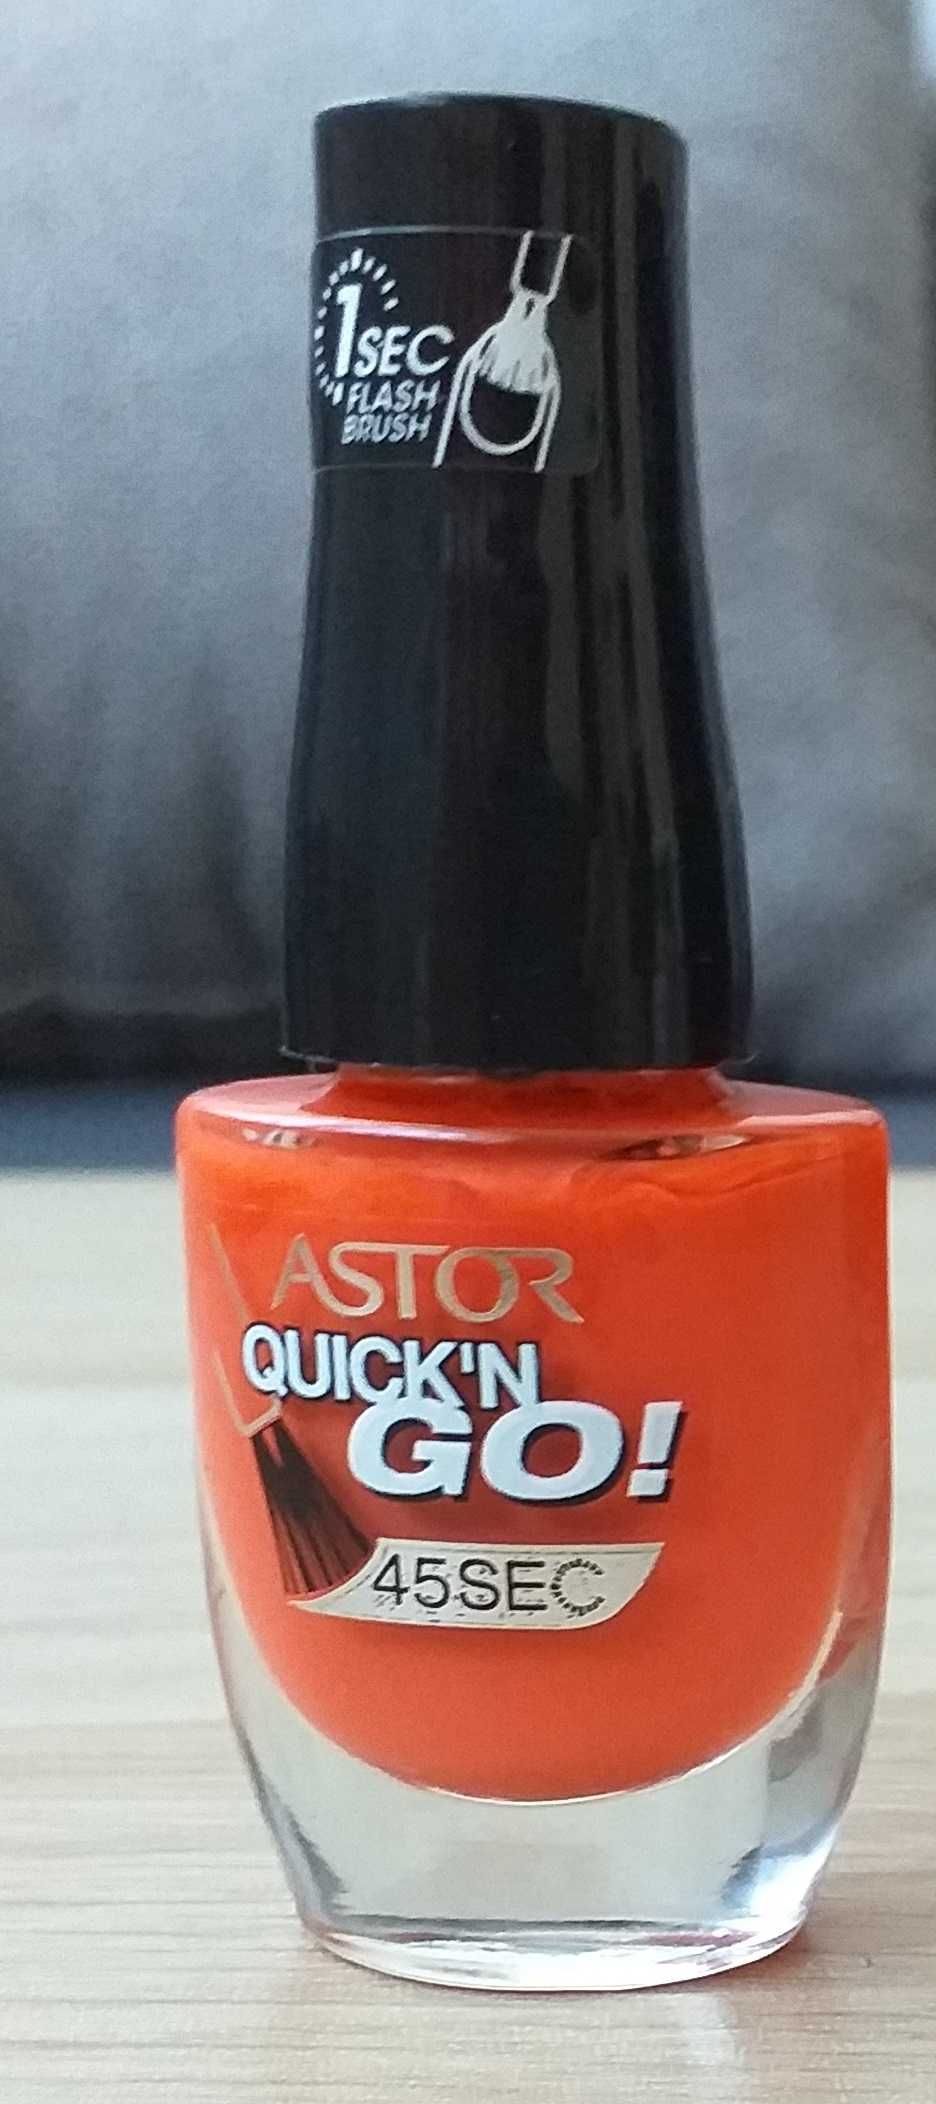 1SEC
FLASH
BRUSH
ASTOR
QUICK'N
GO!
45SEC